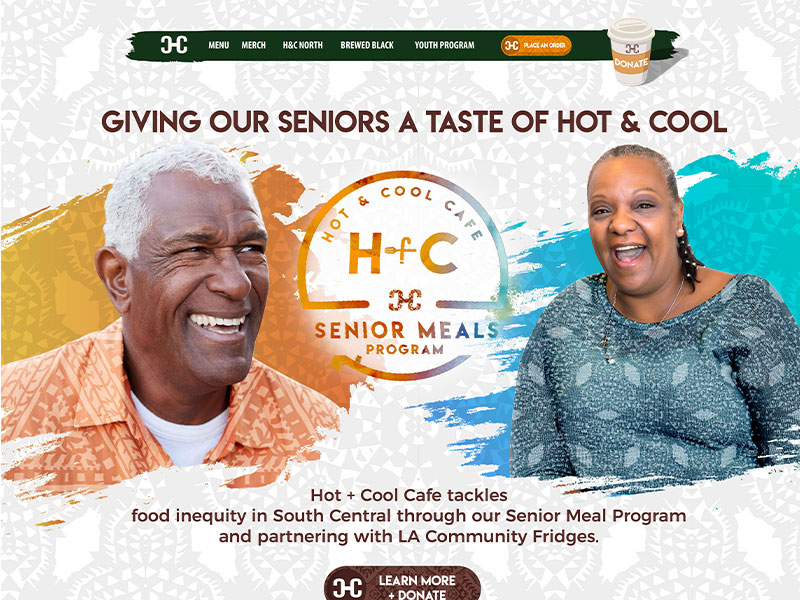 MENU MERCH H&C NORTH BREWED BLACK YOUTH PROGRAM PLACE AN ORDER
DONATE
GIVING OUR SENIORS A TASTE OF HOT & COOL
HOT & COOL CAFE
H C
SENIOR MEALS
PROGRAM
Hot + Cool Cafe tackles
food inequity in South Central through our Senior Meal Program
and partnering with LA Community Fridges.
LEARN MORE
+ DONATE